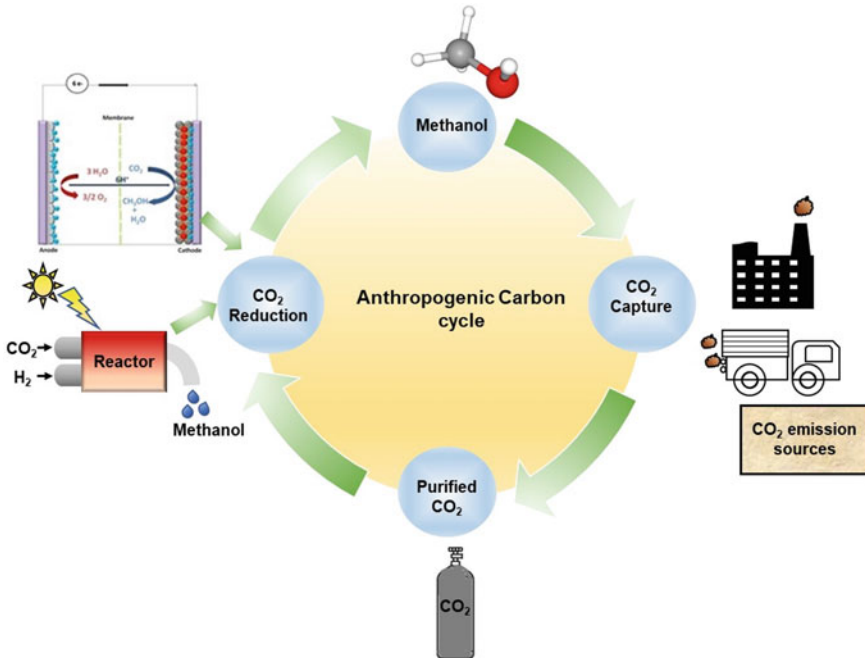 6e-
Membrane
3 H₂O
CO₂
6H⁺
3/2 O₂
CH₃OH
+
H₂O
Anode
Cathode
Methanol
CO₂
Reduction
Anthropogenic Carbon
cycle
CO₂
Capture
CO₂
H₂
Reactor
Methanol
CO₂ emission
sources
Purified
CO₂
CO₂